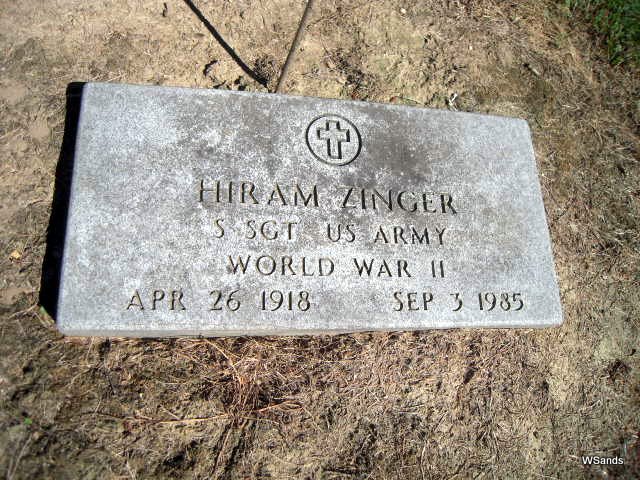 HIRAM ZINGER
S SGT US ARMY
WORLD WAR II
APR 26 1918 SEP 3 1985
WSands